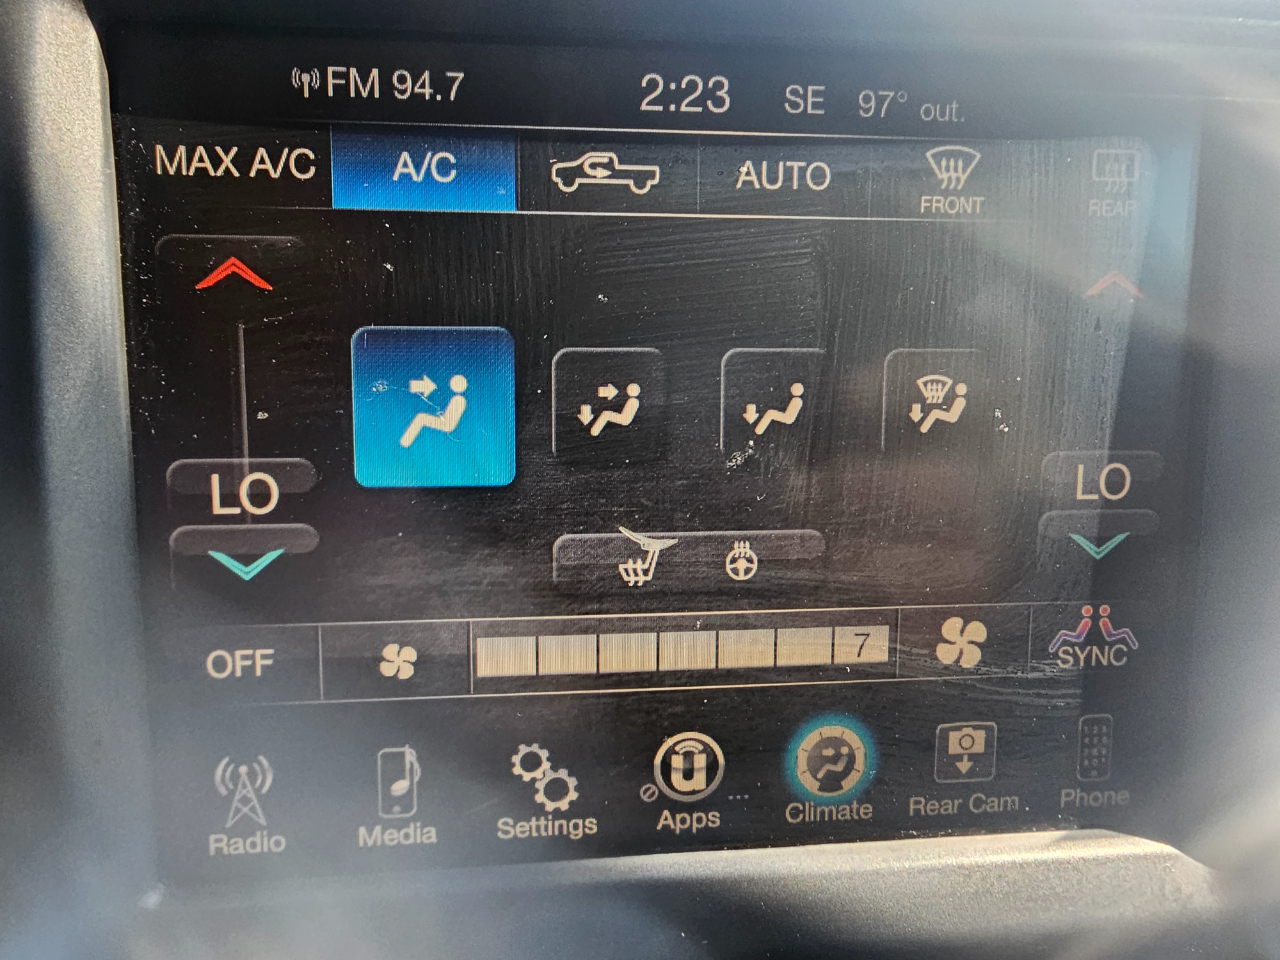 FM 94.7 2:23 SE 97° out.
MAX A/C A/C AUTO FRONT REAR
LO LO
OFF 7 SYNC
Radio Media Settings Apps ... Climate Rear Cam Phone